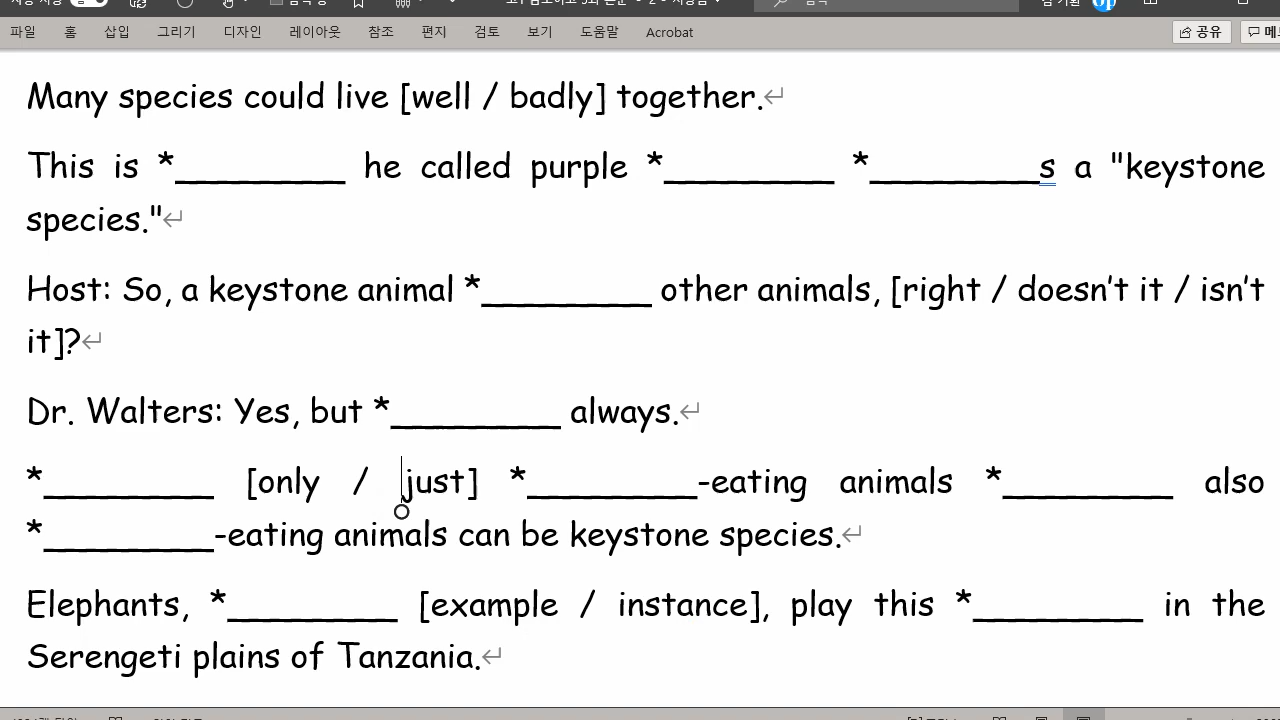 파일 홈 삽입 그리기 디자인 레이아웃 참조 편지 검토 보기 도움말 Acrobat 공유
Many species could live [well / badly] together.↵
This is *________ he called purple *________ *________s a "keystone
species."↵
Host: So, a keystone animal *________ other animals, [right / doesn’t it / isn’t
it]?↵
Dr. Walters: Yes, but *________ always.↵
*________ [only / just] *________-eating animals *________ also
*________-eating animals can be keystone species.↵
Elephants, *________ [example / instance], play this *________ in the
Serengeti plains of Tanzania.↵